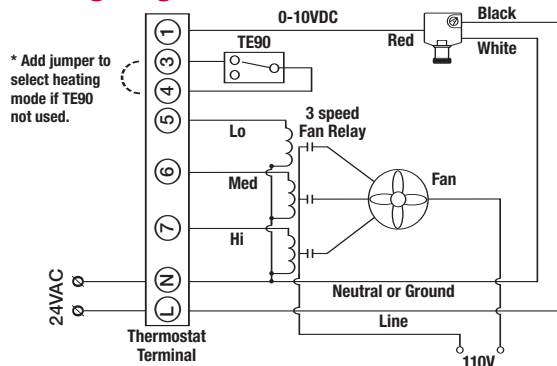 0-10VDC
Black
Red
White
TE90
* Add jumper to
select heating
mode if TE90
not used.
1
3
4
5
6
7
N
L
Lo
Med
Hi
3 speed
Fan Relay
Fan
24VAC
Neutral or Ground
Line
Thermostat
Terminal
110V